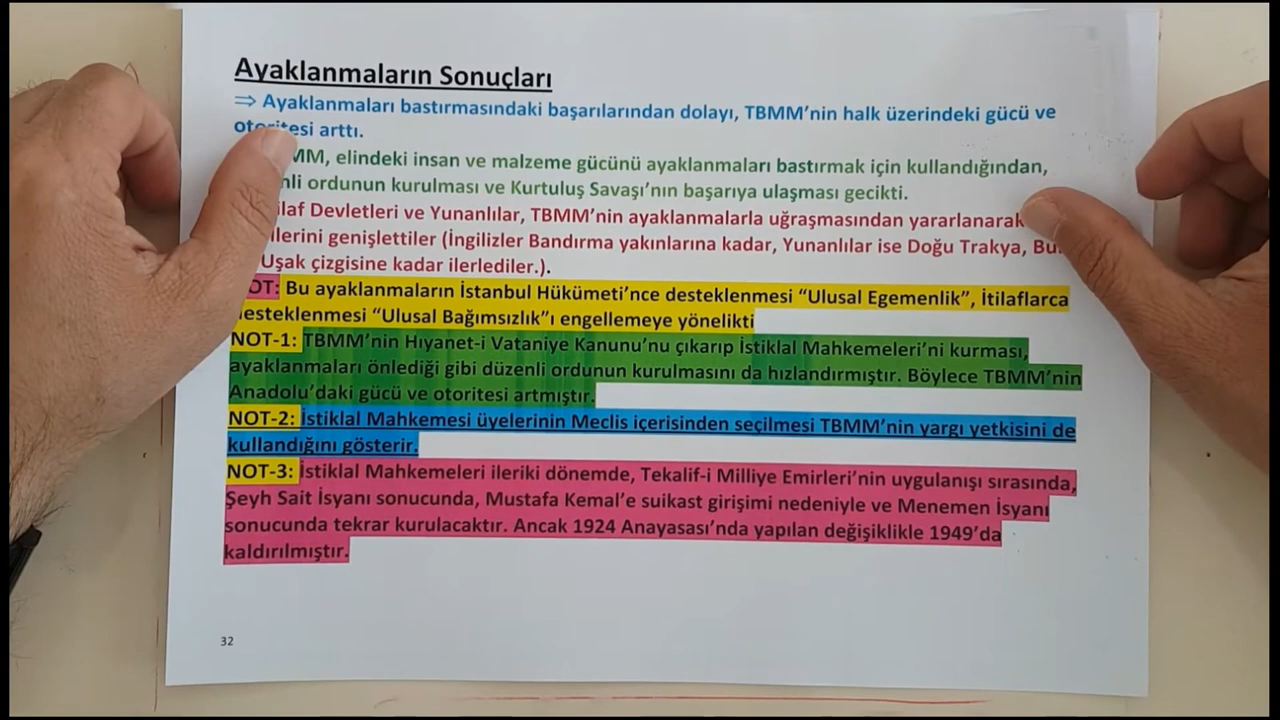 Ayaklanmaların Sonuçları
⇒ Ayaklanmaları bastırmasındaki başarılarından dolayı, TBMM’nin halk üzerindeki gücü ve
otoritesi arttı.
elindeki insan ve malzeme gücünü ayaklanmaları bastırmak için kullandığından,
ordunun kurulması ve Kurtuluş Savaşı’nın başarıya ulaşması gecikti.
Devletleri ve Yunanlılar, TBMM’nin ayaklanmalarla uğraşmasından yararlanarak
genişlettiler (İngilizler Bandırma yakınlarına kadar, Yunanlılar ise Doğu Trakya,
Uşak çizgisine kadar ilerlediler.).
NOT: Bu ayaklanmaların İstanbul Hükümeti’nce desteklenmesi “Ulusal Egemenlik”, İtilaflarca
desteklenmesi “Ulusal Bağımsızlık”ı engellemeye yönelikti
NOT-1: TBMM’nin Hıyanet-i Vataniye Kanunu’nu çıkarıp İstiklal Mahkemeleri’ni kurması,
ayaklanmaları önlediği gibi düzenli ordunun kurulmasını da hızlandırmıştır. Böylece TBMM’nin
Anadolu’daki gücü ve otoritesi artmıştır.
NOT-2: İstiklal Mahkemesi üyelerinin Meclis içerisinden seçilmesi TBMM’nin yargı yetkisini de
kullandığını gösterir.
NOT-3: İstiklal Mahkemeleri ileriki dönemde, Tekalif-i Milliye Emirleri’nin uygulanışı sırasında,
Şeyh Sait İsyanı sonucunda, Mustafa Kemal’e suikast girişimi nedeniyle ve Menemen İsyanı
sonucunda tekrar kurulacaktır. Ancak 1924 Anayasası’nda yapılan değişiklikle 1949’da
kaldırılmıştır.
32